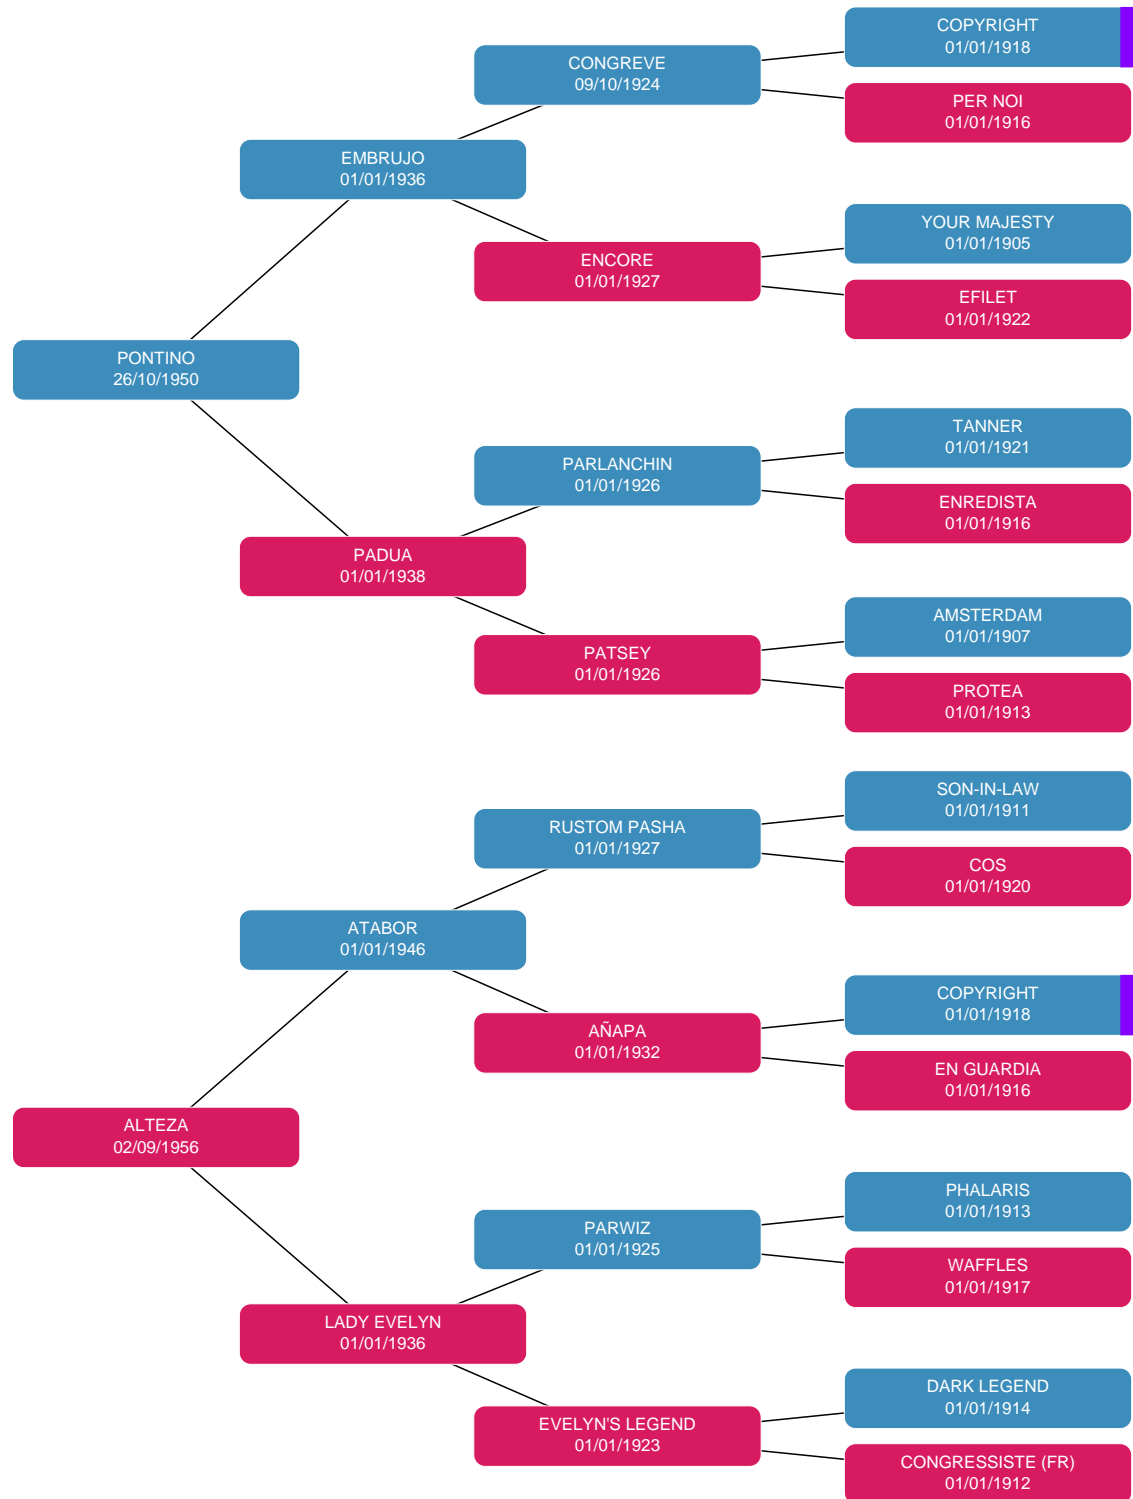 COPYRIGHT
01/01/1918
CONGREVE
09/10/1924
PER NOI
01/01/1916
EMBRUJO
01/01/1936
YOUR MAJESTY
01/01/1905
ENCORE
01/01/1927
EFILET
01/01/1922
PONTINO
26/10/1950
TANNER
01/01/1921
PARLANCHIN
01/01/1926
ENREDISTA
01/01/1916
PADUA
01/01/1938
AMSTERDAM
01/01/1907
PATSEY
01/01/1926
PROTEA
01/01/1913
SON-IN-LAW
01/01/1911
RUSTOM PASHA
01/01/1927
COS
01/01/1920
ATABOR
01/01/1946
COPYRIGHT
01/01/1918
AÑAPA
01/01/1932
EN GUARDIA
01/01/1916
ALTEZA
02/09/1956
PHALARIS
01/01/1913
PARWIZ
01/01/1925
WAFFLES
01/01/1917
LADY EVELYN
01/01/1936
DARK LEGEND
01/01/1914
EVELYN'S LEGEND
01/01/1923
CONGRESSISTE (FR)
01/01/1912